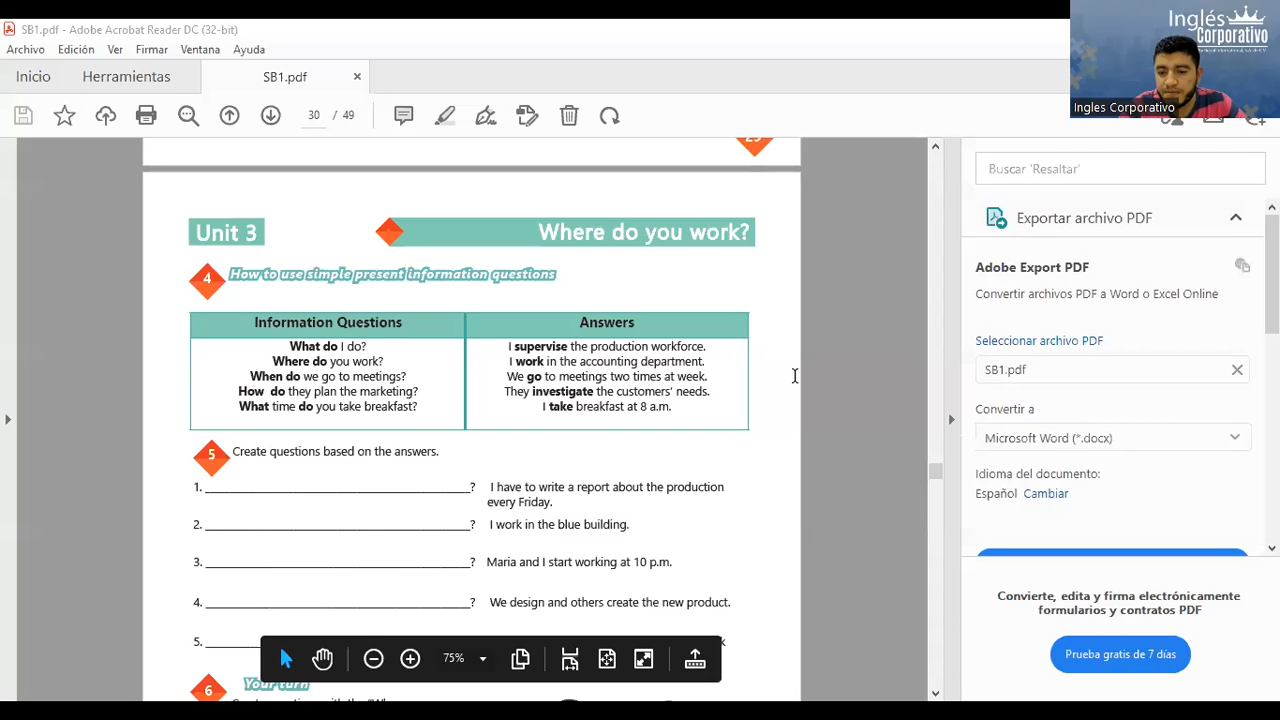 SB1.pdf - Adobe Acrobat Reader DC (32-bit)
Archivo Edición Ver Firmar Ventana Ayuda
Inicio Herramientas SB1.pdf ×
30 / 49
Inglés
Corporativo
Ingles Corporativo
Unit 3 Where do you work?
4 How to use simple present information questions
Information Questions Answers
What do I do? I supervise the production workforce.
Where do you work? I work in the accounting department.
When do we go to meetings? We go to meetings two times at week.
How do they plan the marketing? They investigate the customers' needs.
What time do you take breakfast? I take breakfast at 8 a.m.
5 Create questions based on the answers.
1. ________________________________________? I have to write a report about the production
every Friday.
2. ________________________________________? I work in the blue building.
3. ________________________________________? Maria and I start working at 10 p.m.
4. ________________________________________? We design and others create the new product.
5.
75%
6 Your turn
Buscar 'Resaltar'
Exportar archivo PDF
Adobe Export PDF
Convertir archivos PDF a Word o Excel Online
Seleccionar archivo PDF
SB1.pdf
Convertir a
Microsoft Word (*.docx)
Idioma del documento:
Español Cambiar
Convierte, edita y firma electrónicamente
formularios y contratos PDF
Prueba gratis de 7 días